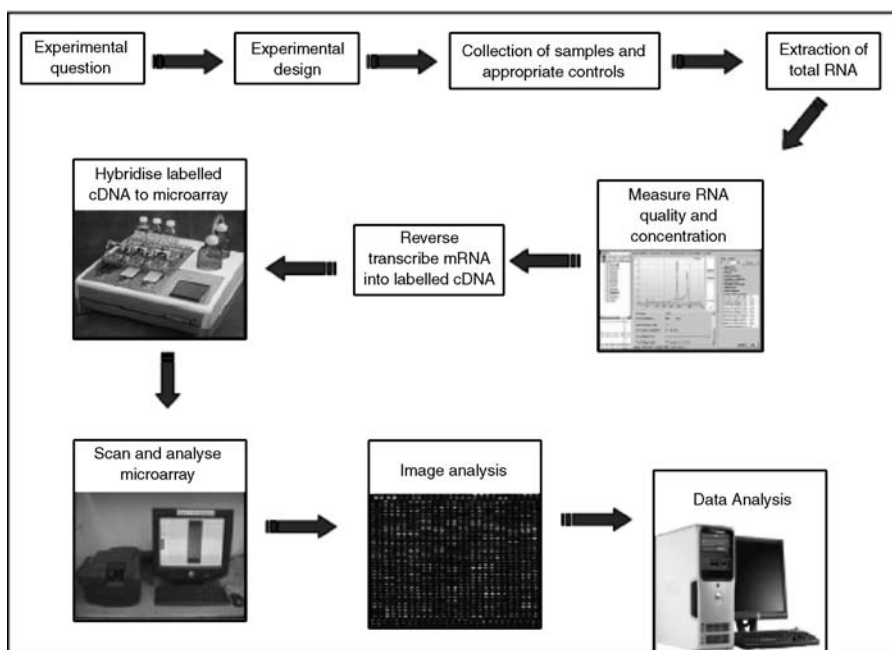 Experimental
question
Experimental
design
Collection of samples and
appropriate controls
Extraction of
total RNA
Measure RNA
quality and
concentration
Reverse
transcribe mRNA
into labelled cDNA
Hybridise labelled
cDNA to microarray
Scan and analyse
microarray
Image analysis
Data Analysis